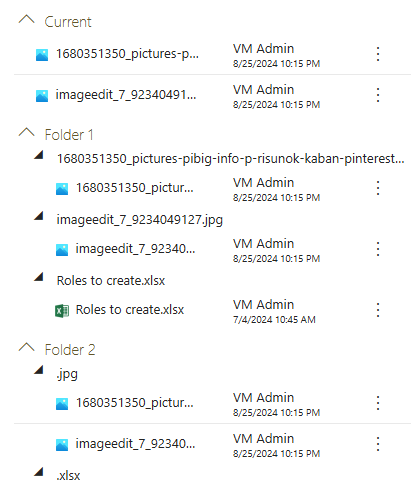 Current
1680351350_pictures-p... VM Admin
8/25/2024 10:15 PM
imageedit_7_92340491... VM Admin
8/25/2024 10:15 PM
Folder 1
1680351350_pictures-pibig-info-p-risunok-kaban-pinterest...
1680351350_pictur... VM Admin
8/25/2024 10:15 PM
imageedit_7_9234049127.jpg
imageedit_7_92340... VM Admin
8/25/2024 10:15 PM
Roles to create.xlsx
Roles to create.xlsx VM Admin
7/4/2024 10:45 AM
Folder 2
.jpg
1680351350_pictur... VM Admin
8/25/2024 10:15 PM
imageedit_7_92340... VM Admin
8/25/2024 10:15 PM
.xlsx